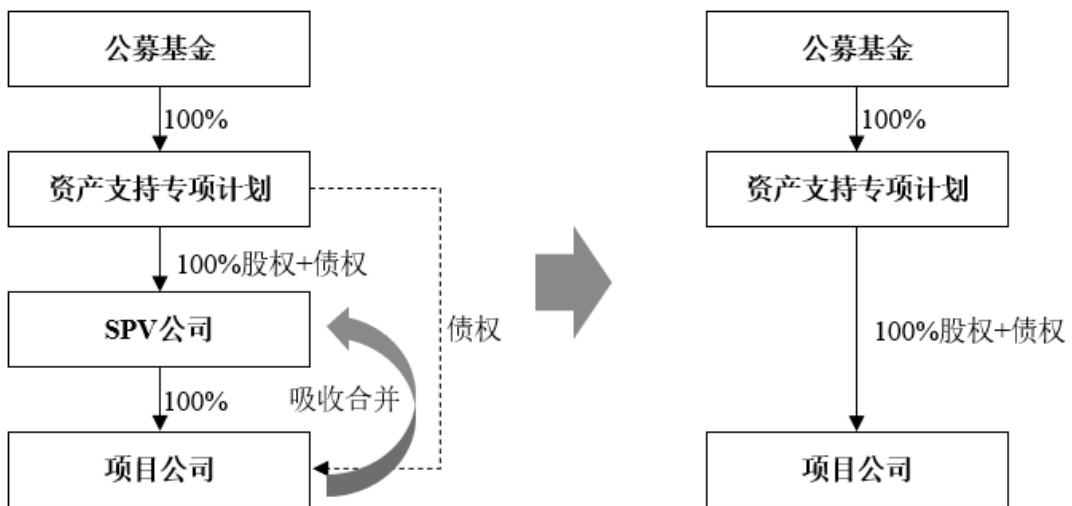 公募基金
100%
资产支持专项计划
100%股权+债权
SPV公司
债权
100%
吸收合并
项目公司
公募基金
100%
资产支持专项计划
100%股权+债权
项目公司